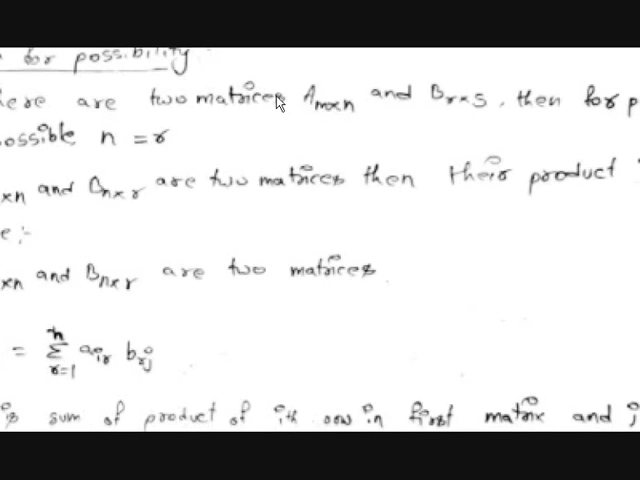 for possibility
here are two matrices Amxn and Brxs, then for p
possible n = r
xn and Bnxr are two matrices then their product
e :-
xn and Bnxr are two matrices
= n Σ r=1 air brj
is sum of product of ith row in first matrix and j